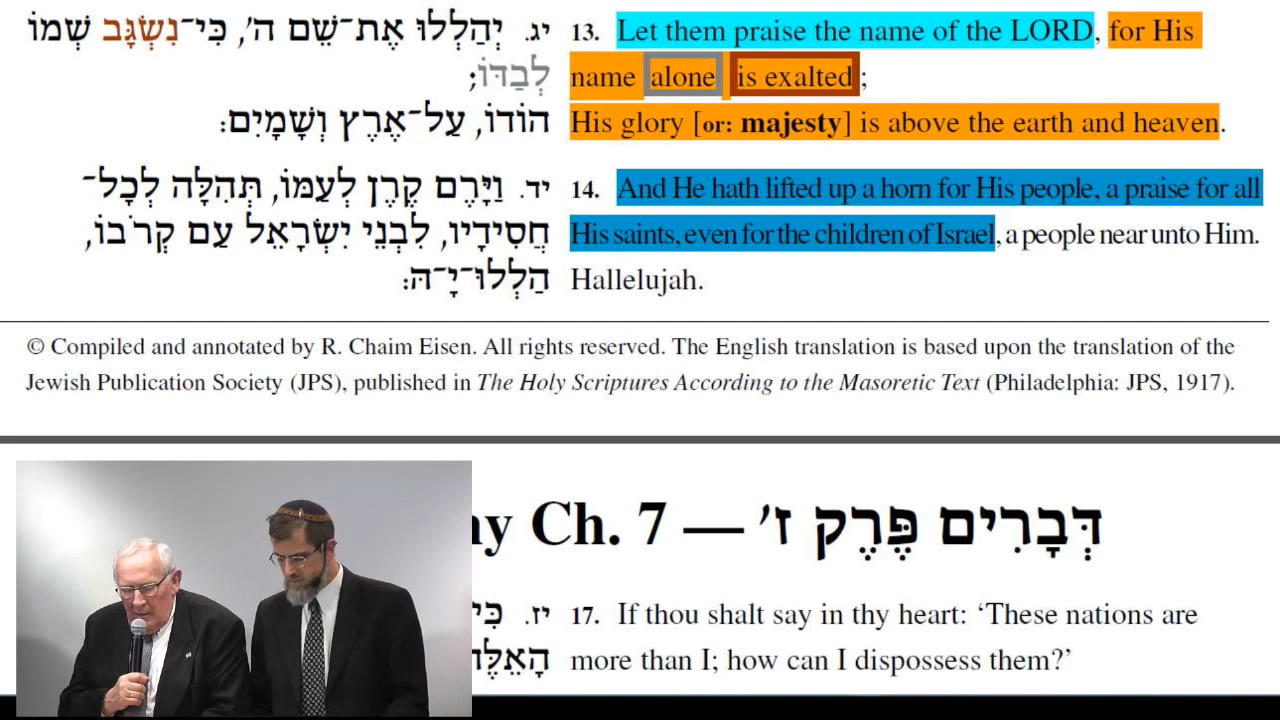 יג. יְהַלְלוּ אֶת־שֵׁם ה', כִּי־נִשְׂגָּב שְׁמוֹ
לְבַדּוֹ;
הוֹדוֹ, עַל־אֶרֶץ וְשָׁמָיִם:
13. Let them praise the name of the LORD, for His
name alone is exalted;
His glory [or: majesty] is above the earth and heaven.
יד. וַיָּרֶם קֶרֶן לְעַמּוֹ, תְּהִלָּה לְכָל־
חֲסִידָיו, לִבְנֵי יִשְׂרָאֵל עַם קְרֹבוֹ,
הַלְלוּ־יָ־הּ:
14. And He hath lifted up a horn for His people, a praise for all
His saints, even for the children of Israel, a people near unto Him.
Hallelujah.
© Compiled and annotated by R. Chaim Eisen. All rights reserved. The English translation is based upon the translation of the
Jewish Publication Society (JPS), published in The Holy Scriptures According to the Masoretic Text (Philadelphia: JPS, 1917).
Ch. 7 — דְּבָרִים פֶּרֶק ז'
יז. כִּי
הָאֵלֶּה
17. If thou shalt say in thy heart: ‘These nations are
more than I; how can I dispossess them?’